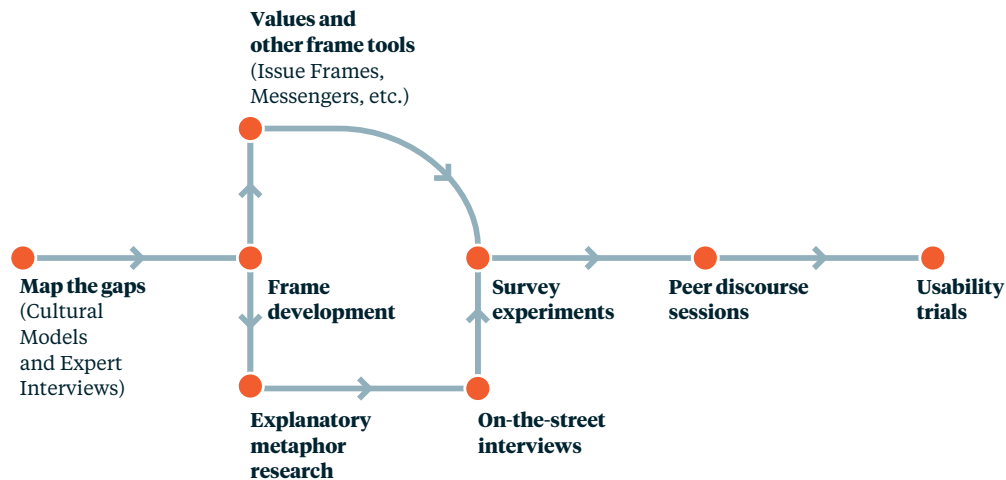 Values and
other frame tools
(Issue Frames,
Messengers, etc.)
Map the gaps
(Cultural
Models
and Expert
Interviews)
Frame
development
Survey
experiments
Peer discourse
sessions
Usability
trials
Explanatory
metaphor
research
On-the-street
interviews